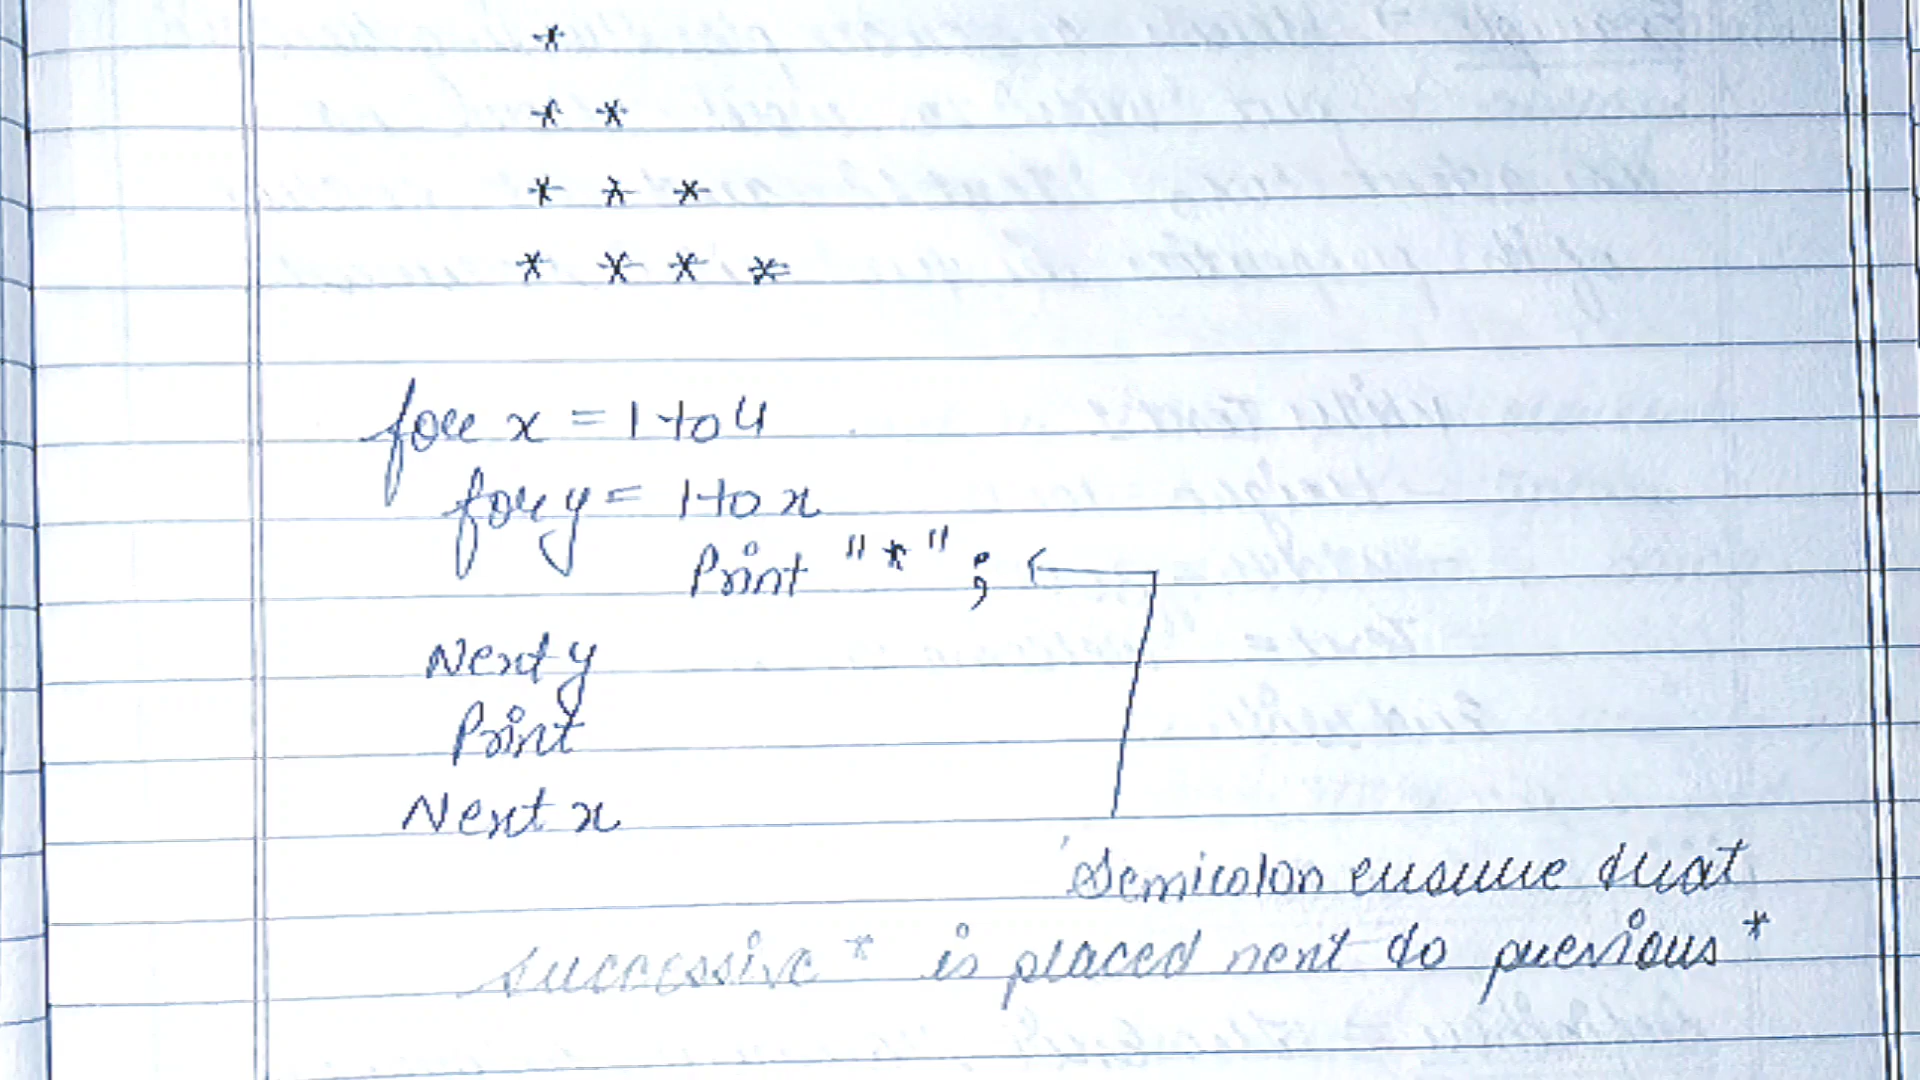 *
* *
* * *
* * * *
for x = 1 to 4
for y = 1 to x
Print "*" ;
Next y
Print
Next x
Semicolon ensure that
successive * is placed next to previous *